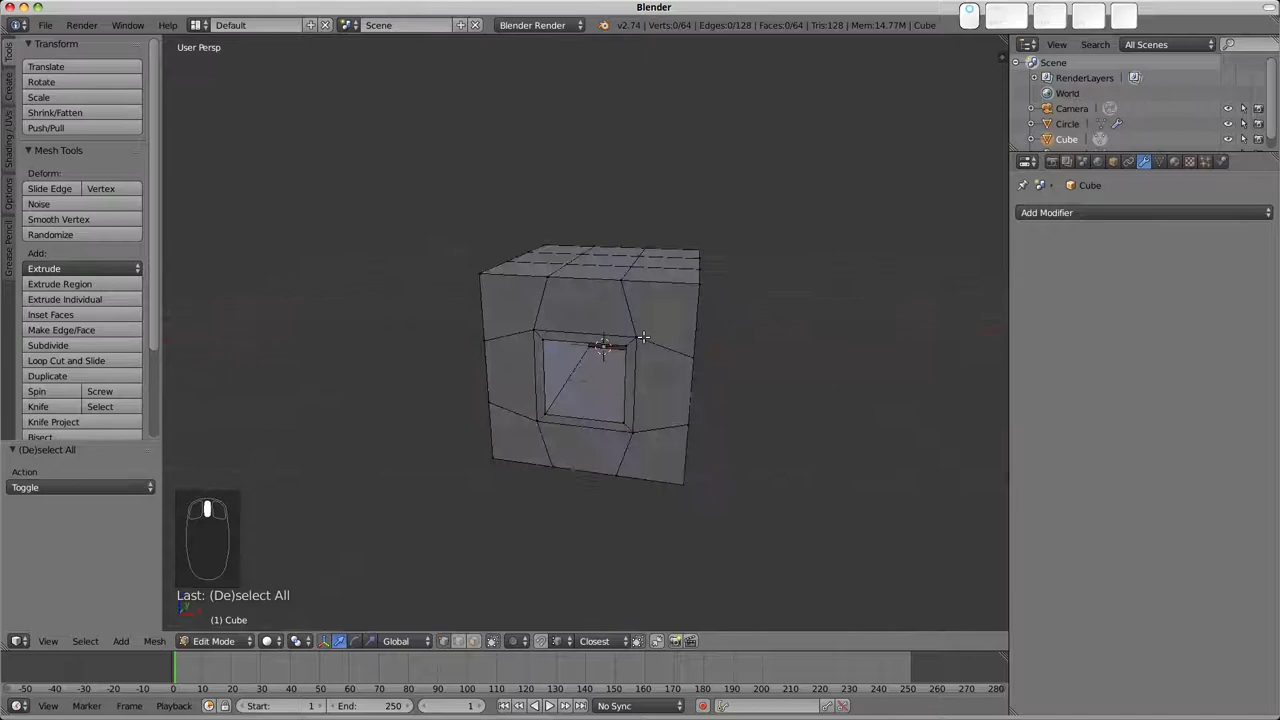 Blender
File Render Window Help Default Scene Blender Render v2.74 | Verts:0/64 | Edges:0/128 | Faces:0/64 | Tris:128 | Mem:14.77M | Cube
Tools
Create
Shading / UVs
Options
Grease Pencil
Transform
Translate
Rotate
Scale
Shrink/Fatten
Push/Pull
Mesh Tools
Deform:
Slide Edge Vertex
Noise
Smooth Vertex
Randomize
Add:
Extrude
Extrude Region
Extrude Individual
Inset Faces
Make Edge/Face
Subdivide
Loop Cut and Slide
Duplicate
Spin Screw
Knife Select
Knife Project
Bisect
(De)select All
Action
Toggle
User Persp
Last: (De)select All
(1) Cube
View Search All Scenes
Scene
RenderLayers
World
Camera
Circle
Cube
Cube
Add Modifier
View Select Add Mesh Edit Mode Global Closest
-50 -40 -30 -20 -10 0 10 20 30 40 50 60 70 80 90 100 110 120 130 140 150 160 170 180 190 200 210 220 230 240 250 260 270 280
View Marker Frame Playback Start: 1 End: 250 1 No Sync